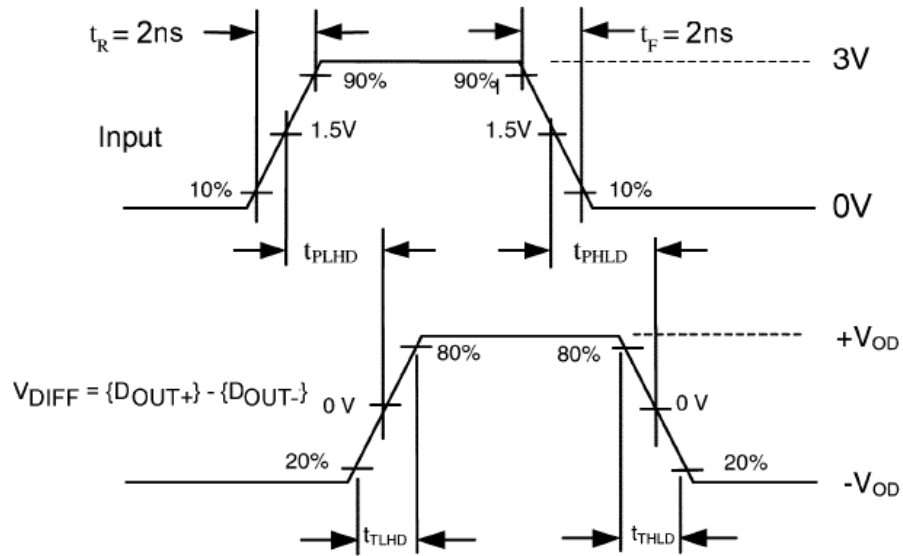 tR = 2ns
tF = 2ns
3V
90%
90%
Input
1.5V
1.5V
10%
10%
0V
tPLHD
tPHLD
+VOD
80%
80%
VDIFF = {DOUT+} - {DOUT-}
0 V
0 V
20%
20%
-VOD
tTLHD
tTHLD